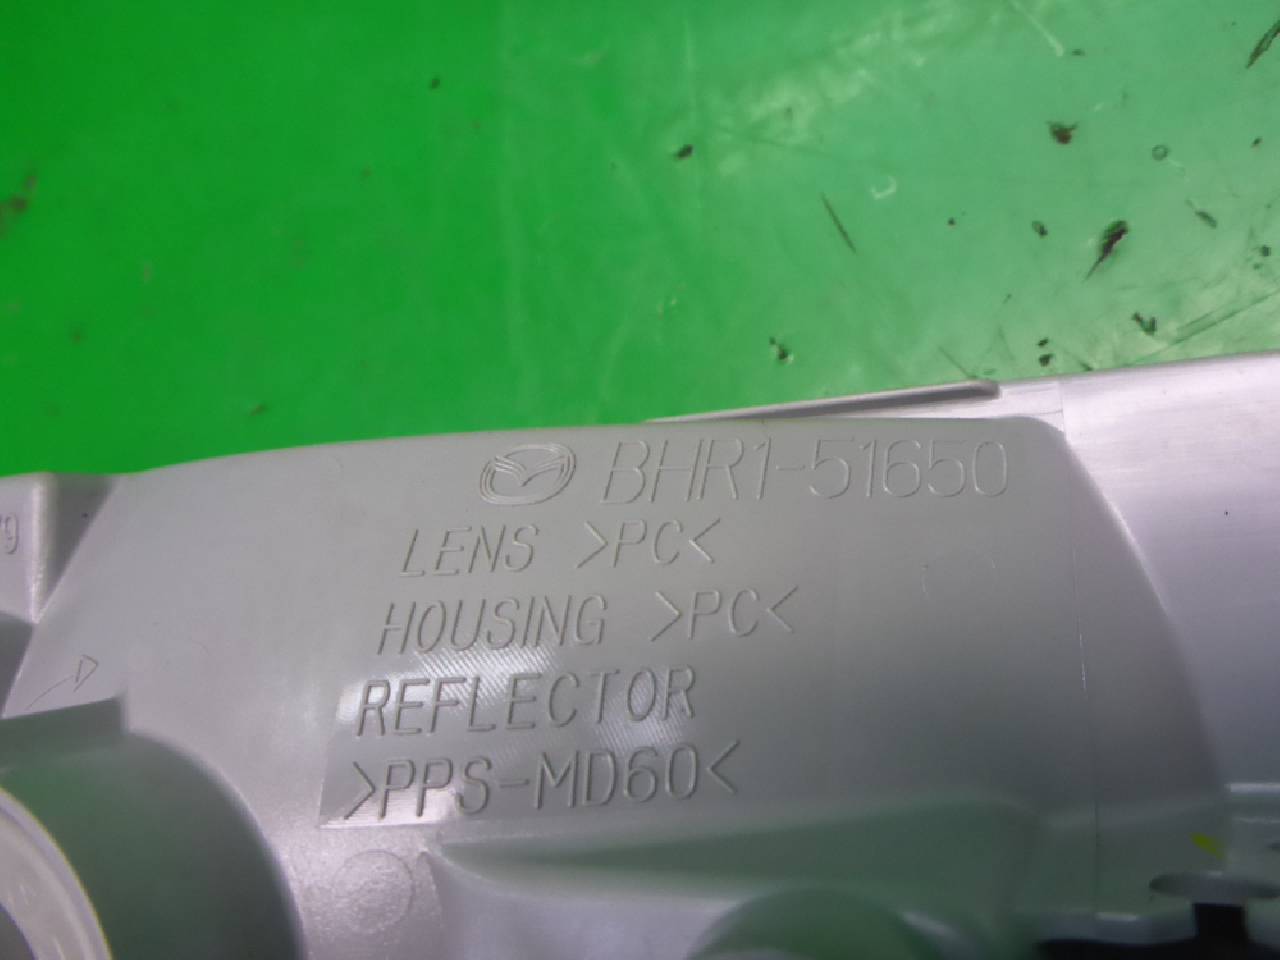 BHR1-51650
LENS >PC<
HOUSING >PC<
REFLECTOR
>PPS-MD60<